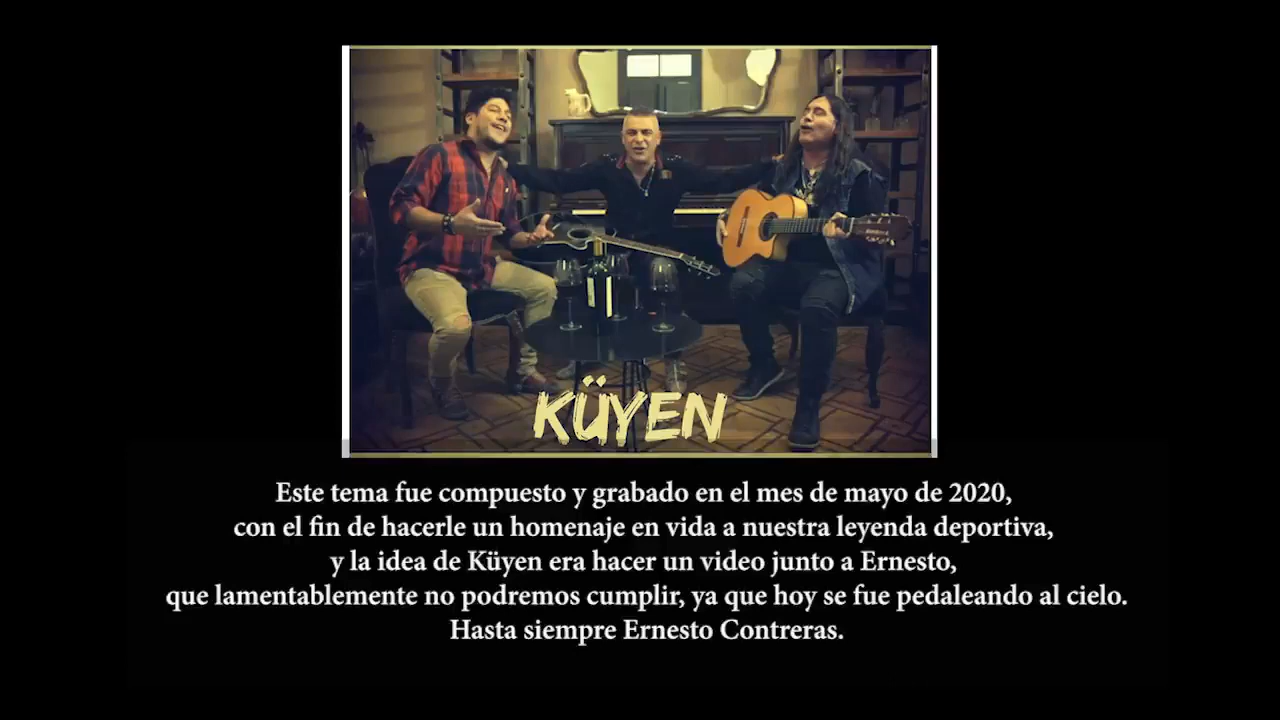 KÜYEN
Este tema fue compuesto y grabado en el mes de mayo de 2020,
con el fin de hacerle un homenaje en vida a nuestra leyenda deportiva,
y la idea de Küyen era hacer un video junto a Ernesto,
que lamentablemente no podremos cumplir, ya que hoy se fue pedaleando al cielo.
Hasta siempre Ernesto Contreras.